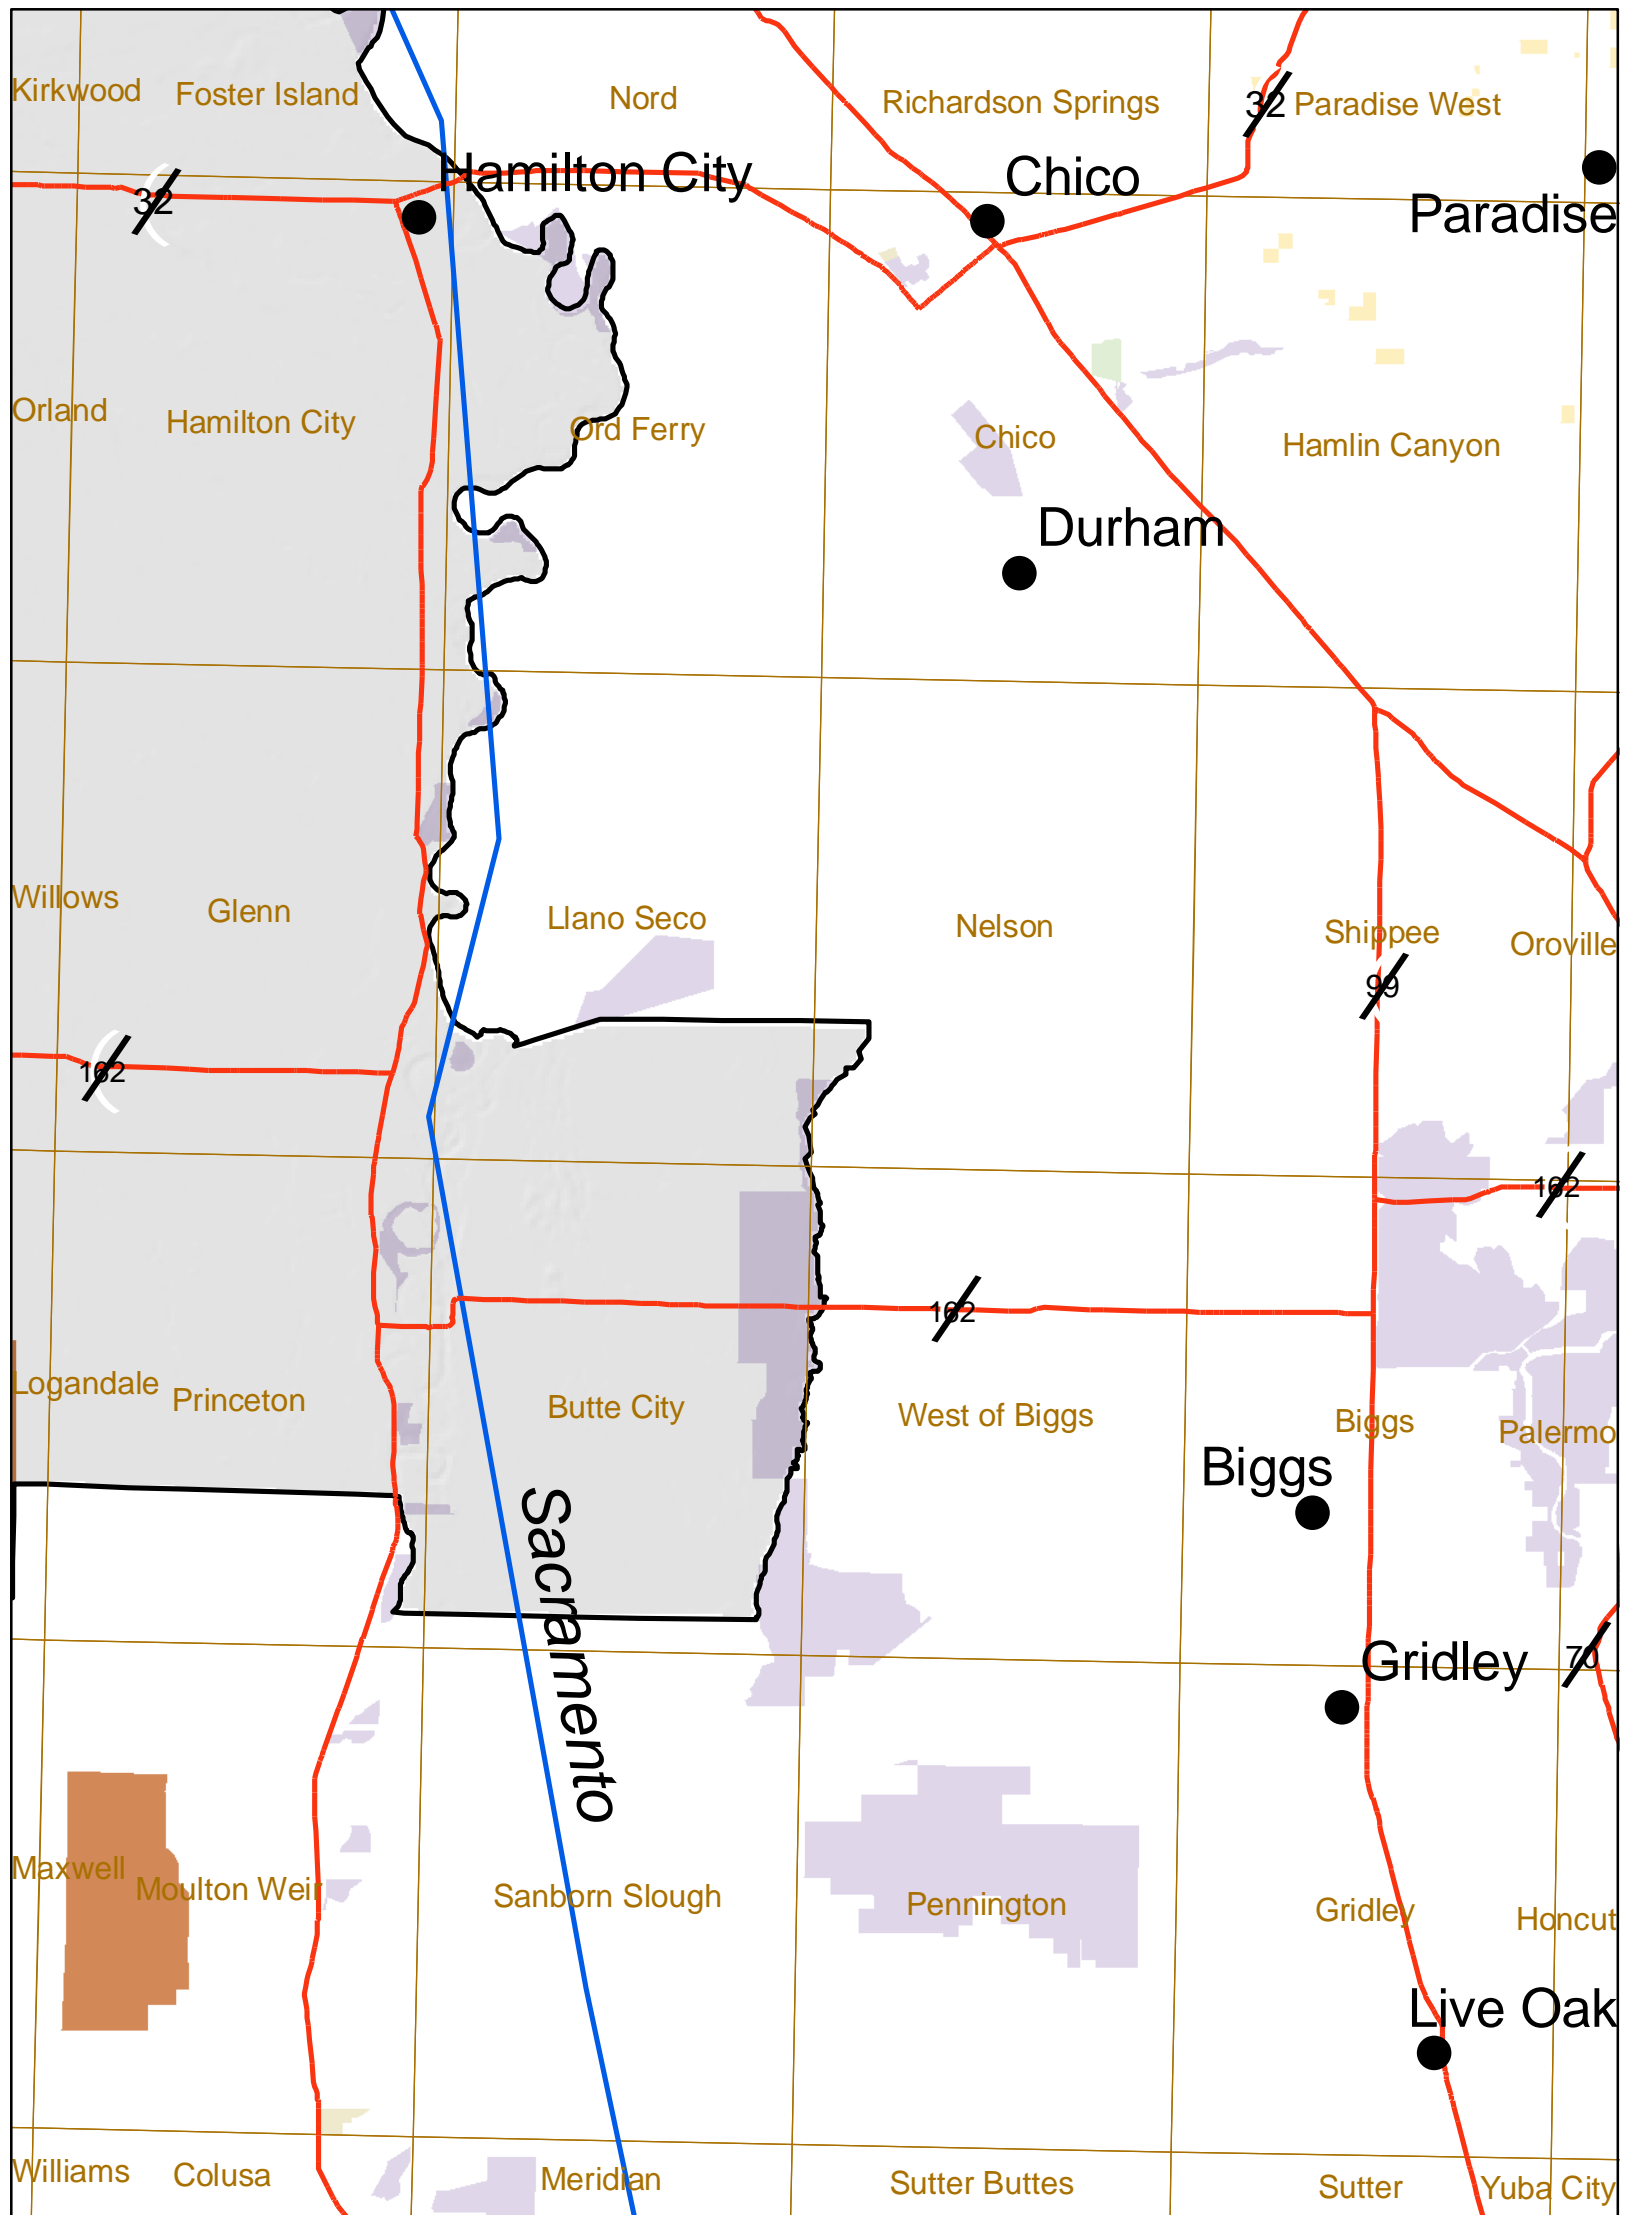 Kirkwood
Foster Island
Nord
Richardson Springs
32
Paradise West
32
Hamilton City
Chico
Paradise
Orland
Hamilton City
Ord Ferry
Chico
Hamlin Canyon
Durham
Willows
Glenn
Llano Seco
Nelson
Shippee
Oroville
99
162
162
162
Logandale
Princeton
Butte City
West of Biggs
Biggs
Palermo
Biggs
Sacramento
Gridley
70
Maxwell
Moulton Weir
Sanborn Slough
Pennington
Gridley
Honcut
Live Oak
Williams
Colusa
Meridian
Sutter Buttes
Sutter
Yuba City